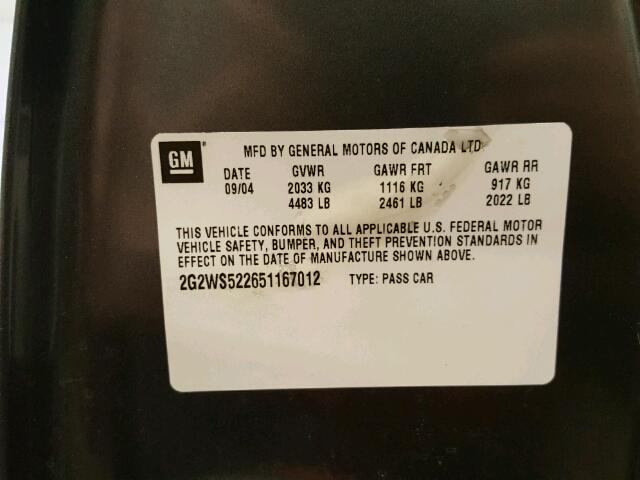 GM
MFD BY GENERAL MOTORS OF CANADA LTD
DATE GVWR GAWR FRT GAWR RR
09/04 2033 KG 1116 KG 917 KG
4483 LB 2461 LB 2022 LB
THIS VEHICLE CONFORMS TO ALL APPLICABLE U.S. FEDERAL MOTOR
VEHICLE SAFETY, BUMPER, AND THEFT PREVENTION STANDARDS IN
EFFECT ON THE DATE OF MANUFACTURE SHOWN ABOVE.
2G2WS522651167012 TYPE: PASS CAR